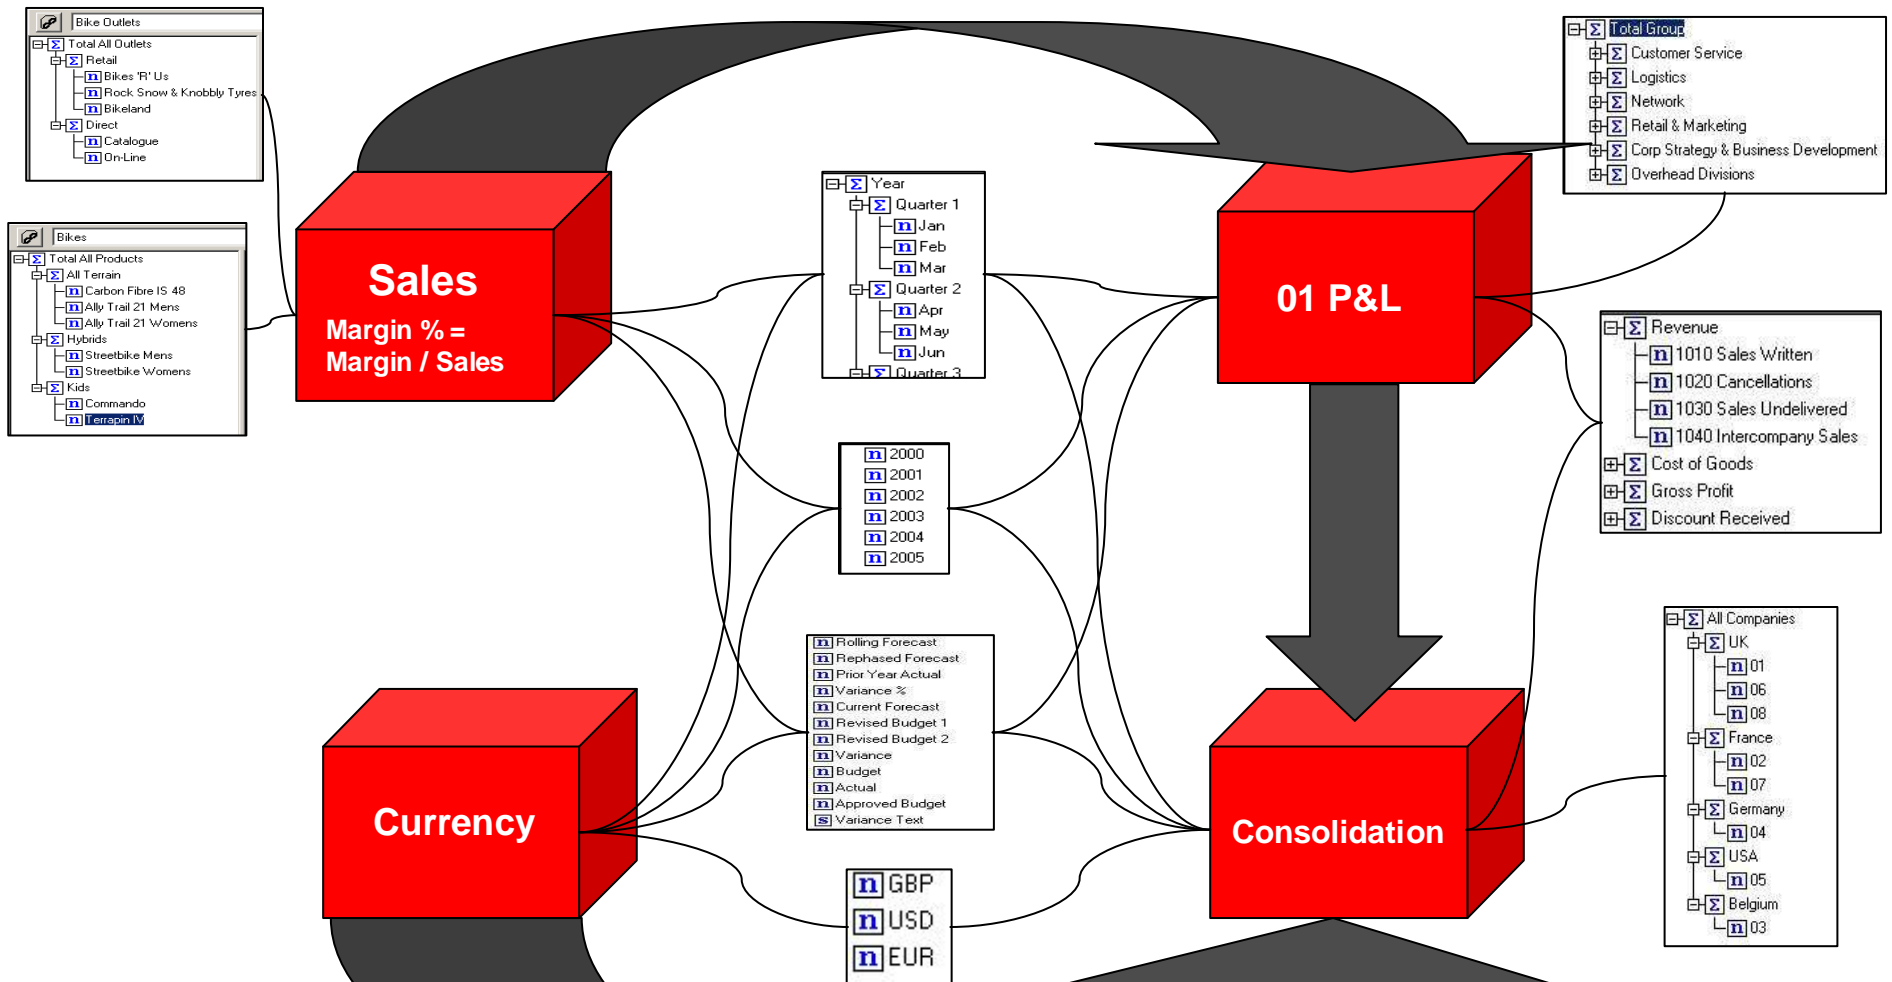 Bike Outlets
Total All Outlets
Retail
Bikes 'R' Us
Rock Snow & Knobbly Tyres
Bikeland
Direct
Catalogue
On-Line
Bikes
Total All Products
All Terrain
Carbon Fibre IS 48
Ally Trail 21 Mens
Ally Trail 21 Womens
Hybrids
Streetbike Mens
Streetbike Womens
Kids
Commando
Terrapin IV
Sales
Margin % =
Margin / Sales
Year
Quarter 1
Jan
Feb
Mar
Quarter 2
Apr
May
Jun
Quarter 3
2000
2001
2002
2003
2004
2005
Rolling Forecast
Rephased Forecast
Prior Year Actual
Variance %
Current Forecast
Revised Budget 1
Revised Budget 2
Variance
Budget
Actual
Approved Budget
Variance Text
GBP
USD
EUR
Currency
01 P&L
Consolidation
Total Group
Customer Service
Logistics
Network
Retail & Marketing
Corp Strategy & Business Development
Overhead Divisions
Revenue
1010 Sales Written
1020 Cancellations
1030 Sales Undelivered
1040 Intercompany Sales
Cost of Goods
Gross Profit
Discount Received
All Companies
UK
01
06
08
France
02
07
Germany
04
USA
05
Belgium
03